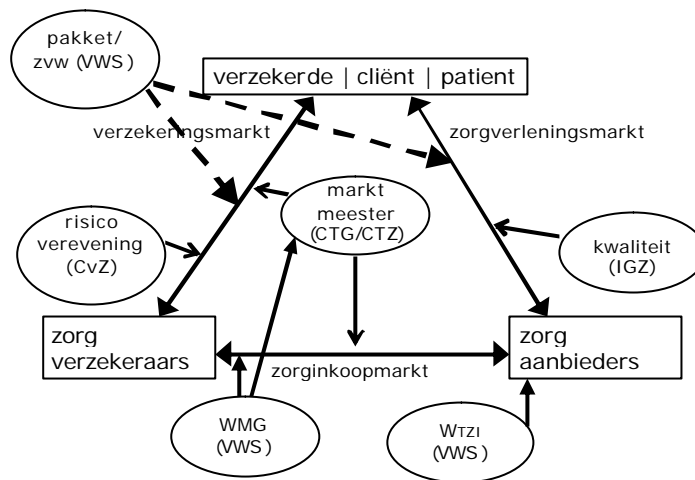 pakket/
zvw (VWS)
verzekerde | cliënt | patient
verzekeringsmarkt
zorgverleningsmarkt
markt
meester
(CTG/CTZ)
risico
verevening
(CvZ)
kwaliteit
(IGZ)
zorg
verzekeraars
zorg
aanbieders
zorginkoopmarkt
WMG
(VWS)
WTZI
(VWS)